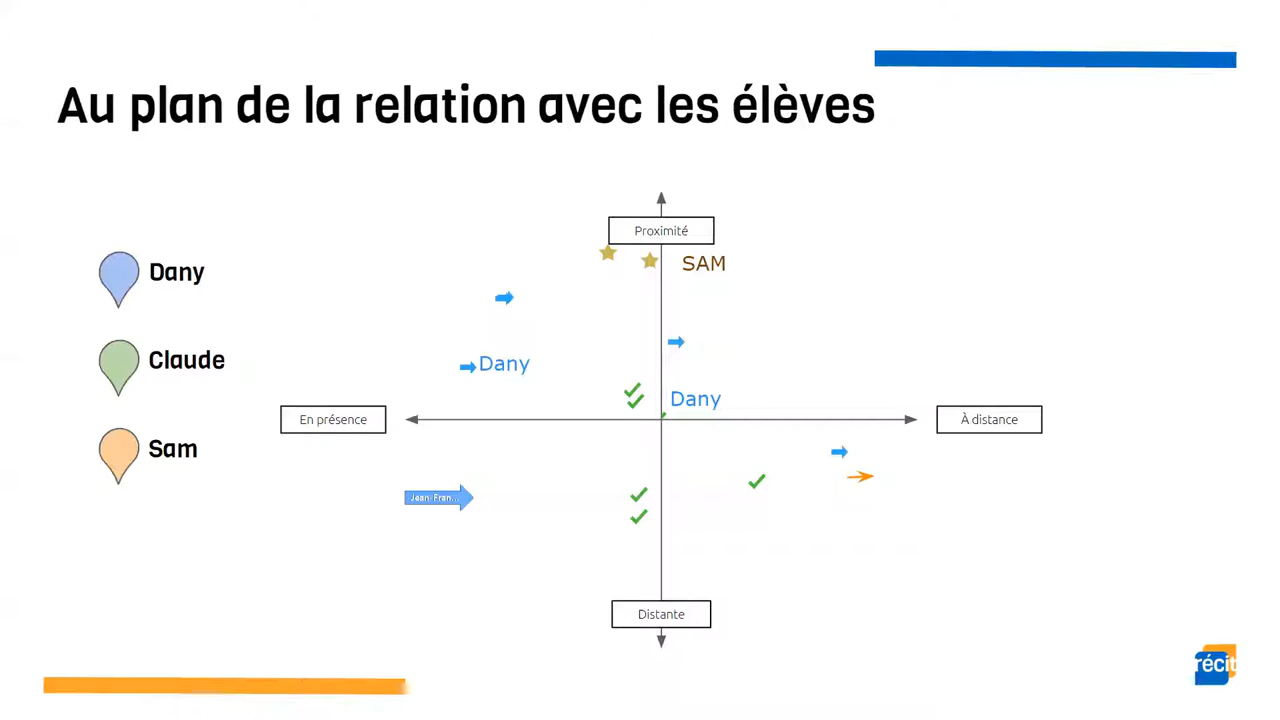 Au plan de la relation avec les élèves
Proximité
SAM
Dany
Dany
Claude
Dany
En présence
À distance
Sam
Jean-Fran...
Distante
récit